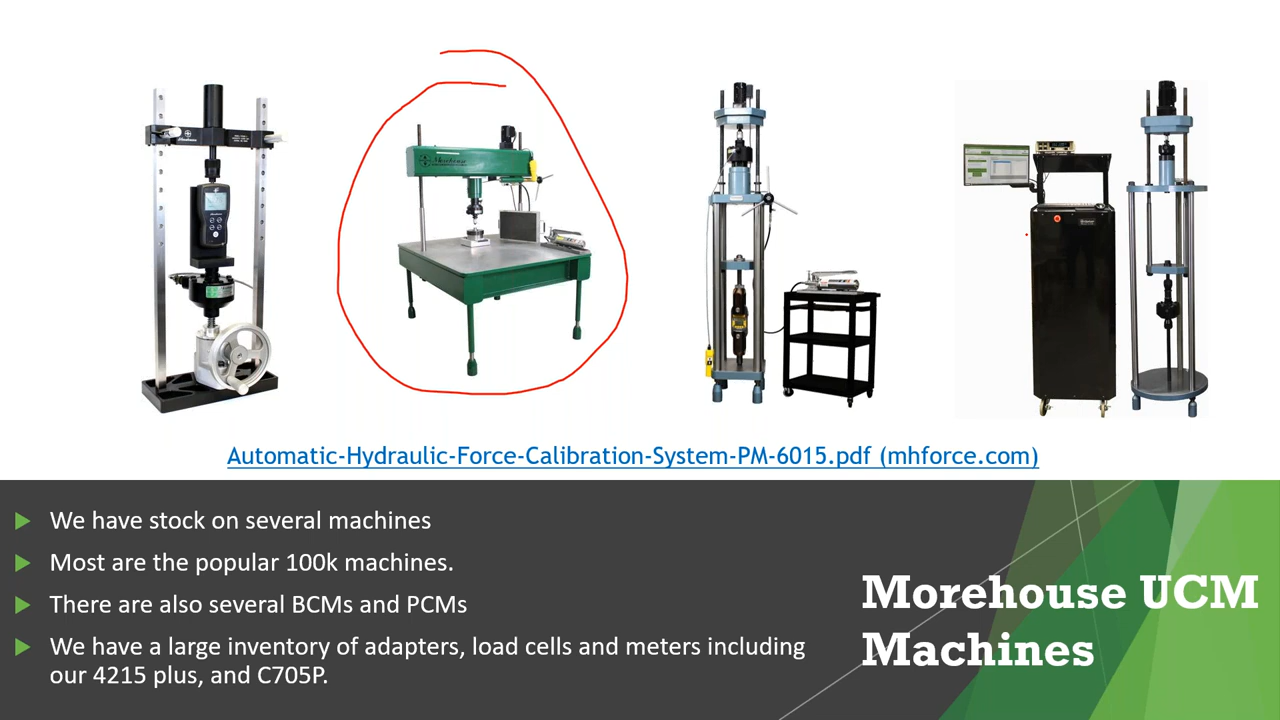 Morehouse
Automatic-Hydraulic-Force-Calibration-System-PM-6015.pdf (mhforce.com)
We have stock on several machines
Most are the popular 100k machines.
There are also several BCMs and PCMs
We have a large inventory of adapters, load cells and meters including
our 4215 plus, and C705P.
Morehouse UCM
Machines